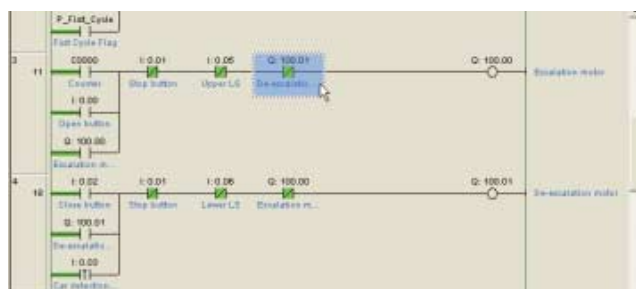 P_First_Cycle
First Cycle Flag
3
11
C0000
I: 0.01
I: 0.05
Q: 100.01
Q: 100.00
Counter
Stop button
Upper LS
De-escalatio...
Escalation motor
I: 0.00
Open button
Q: 100.00
Escalation m...
4
18
I: 0.02
I: 0.01
I: 0.06
Q: 100.00
Q: 100.01
Close button
Stop button
Lower LS
Escalation m...
De-escalation motor
Q: 100.01
De-escalatio...
I: 0.03
Car detection...